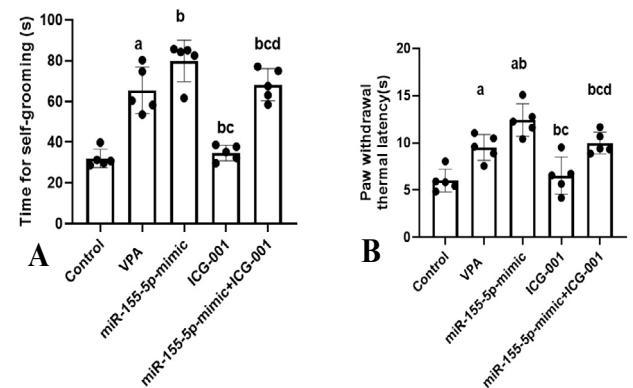 Time for self-grooming (s)
100
80
60
40
20
0
a
b
bc
bcd
Control
VPA
miR-155-5p-mimic
ICG-001
miR-155-5p-mimic+ICG-001
A
Paw withdrawal
thermal latency(s)
20
15
10
5
0
a
ab
bc
bcd
Control
VPA
miR-155-5p-mimic
ICG-001
miR-155-5p-mimic+ICG-001
B